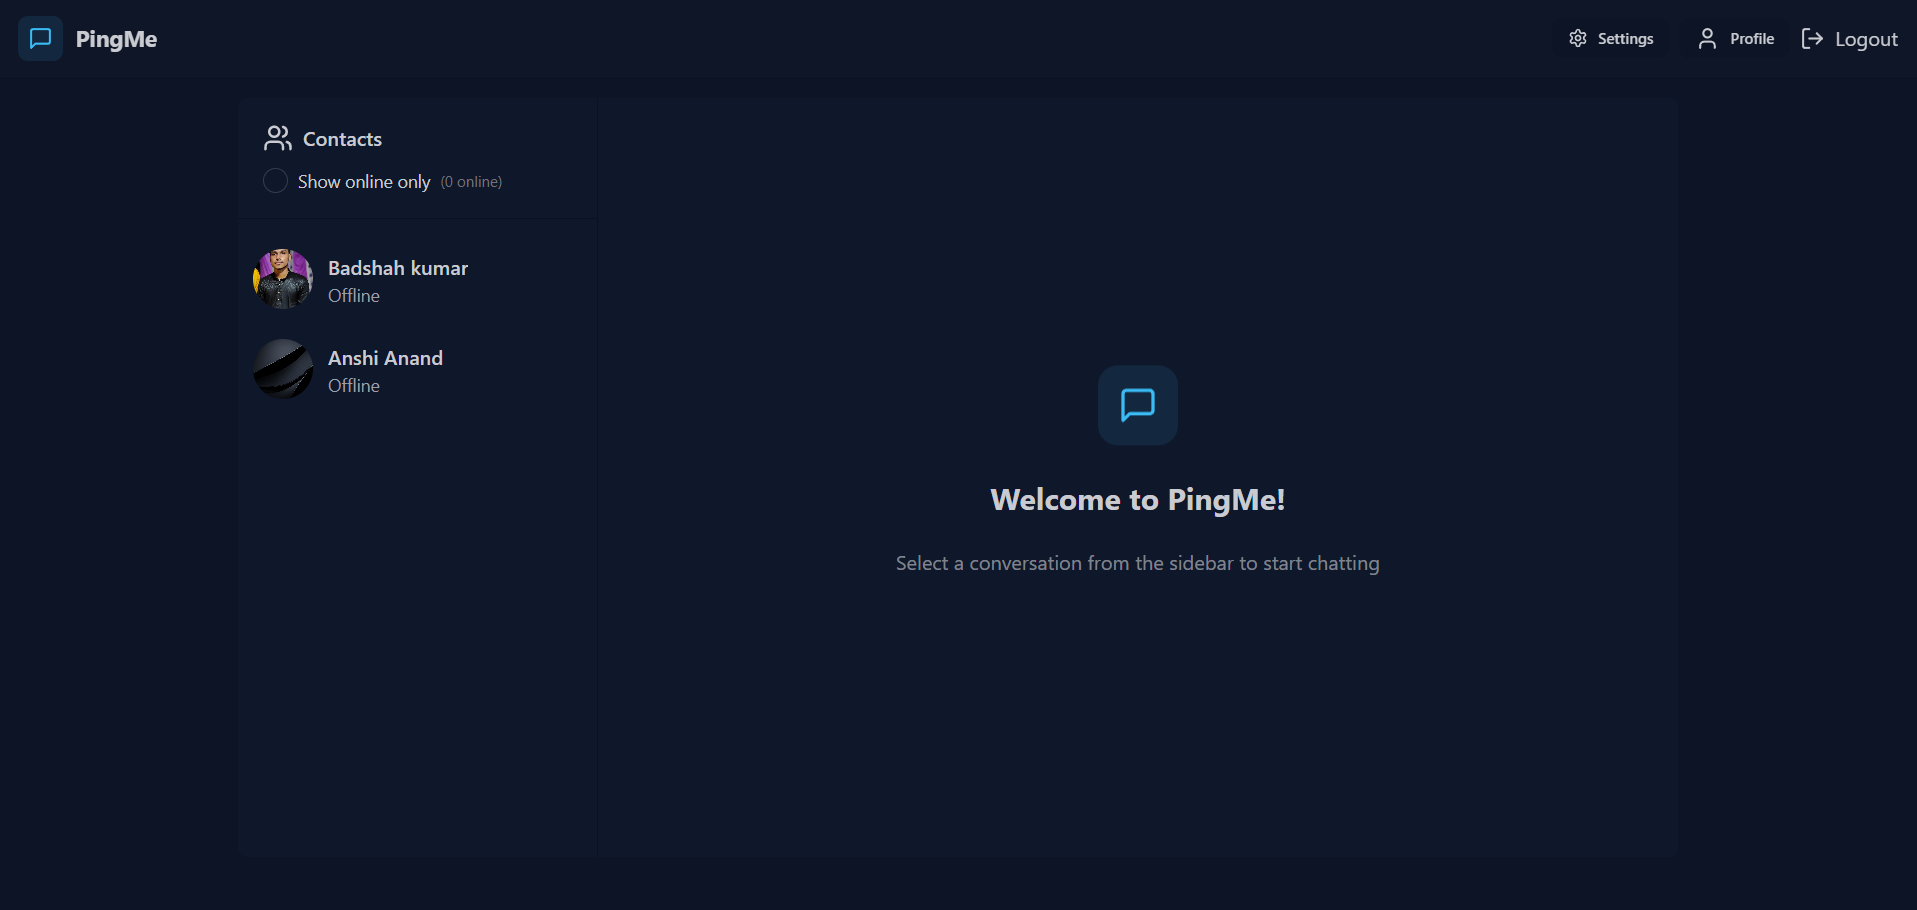 PingMe
Settings
Profile
Logout
Contacts
Show online only (0 online)
Badshah kumar
Offline
Anshi Anand
Offline
Welcome to PingMe!
Select a conversation from the sidebar to start chatting